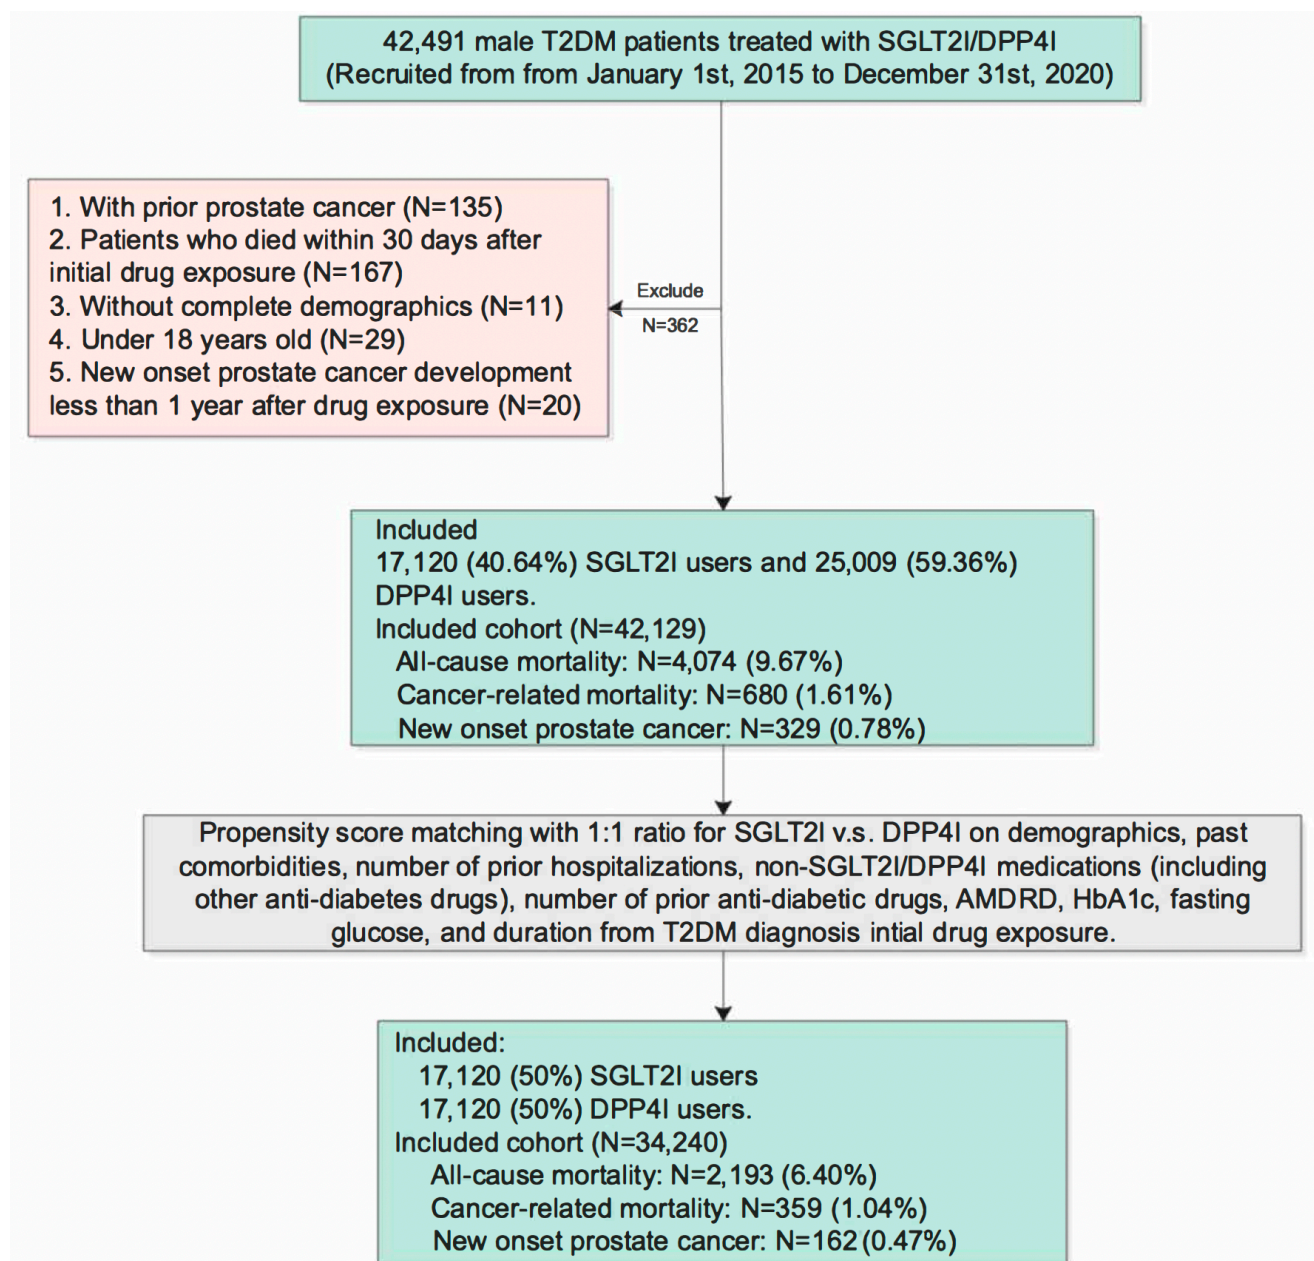 42,491 male T2DM patients treated with SGLT2I/DPP4I
(Recruited from from January 1st, 2015 to December 31st, 2020)
1. With prior prostate cancer (N=135)
2. Patients who died within 30 days after
initial drug exposure (N=167)
3. Without complete demographics (N=11)
4. Under 18 years old (N=29)
5. New onset prostate cancer development
less than 1 year after drug exposure (N=20)
Exclude
N=362
Included
17,120 (40.64%) SGLT2I users and 25,009 (59.36%)
DPP4I users.
Included cohort (N=42,129)
All-cause mortality: N=4,074 (9.67%)
Cancer-related mortality: N=680 (1.61%)
New onset prostate cancer: N=329 (0.78%)
Propensity score matching with 1:1 ratio for SGLT2I v.s. DPP4I on demographics, past
comorbidities, number of prior hospitalizations, non-SGLT2I/DPP4I medications (including
other anti-diabetes drugs), number of prior anti-diabetic drugs, AMDRD, HbA1c, fasting
glucose, and duration from T2DM diagnosis intial drug exposure.
Included:
17,120 (50%) SGLT2I users
17,120 (50%) DPP4I users.
Included cohort (N=34,240)
All-cause mortality: N=2,193 (6.40%)
Cancer-related mortality: N=359 (1.04%)
New onset prostate cancer: N=162 (0.47%)